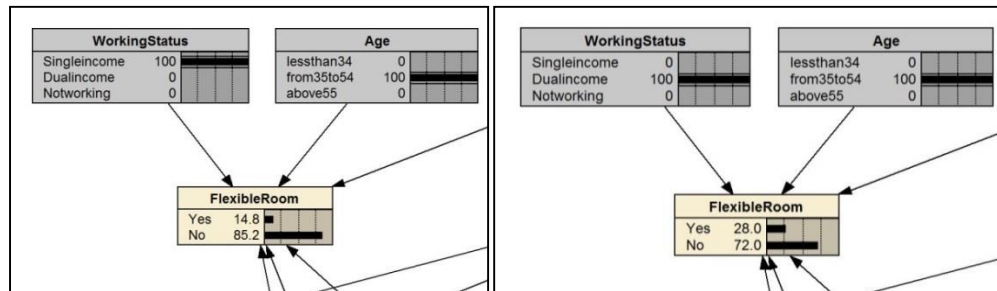 WorkingStatus
Singleincome 100
Dualincome 0
Notworking 0
Age
lessthan34 0
from35to54 100
above55 0
FlexibleRoom
Yes 14.8
No 85.2
WorkingStatus
Singleincome 0
Dualincome 100
Notworking 0
Age
lessthan34 0
from35to54 100
above55 0
FlexibleRoom
Yes 28.0
No 72.0